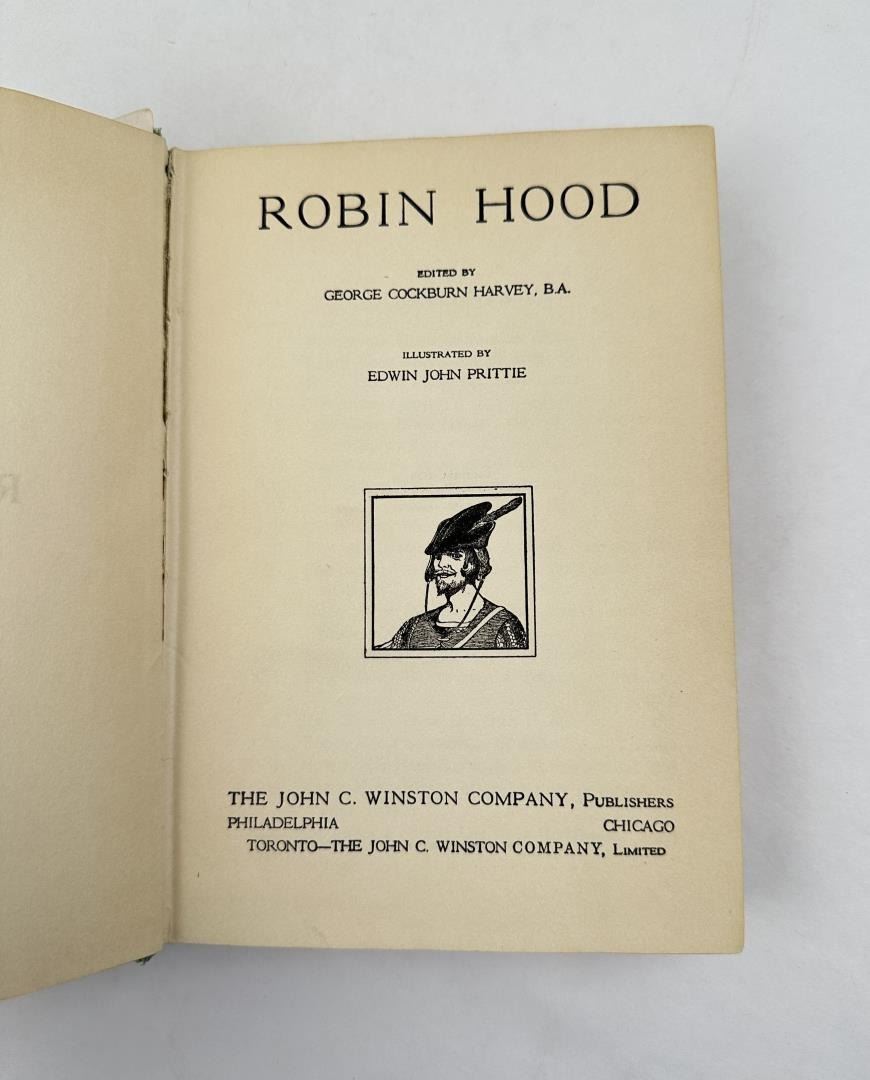 ROBIN HOOD
EDITED BY
GEORGE COCKBURN HARVEY, B.A.
ILLUSTRATED BY
EDWIN JOHN PRITTIE
THE JOHN C. WINSTON COMPANY, PUBLISHERS
PHILADELPHIA CHICAGO
TORONTO—THE JOHN C. WINSTON COMPANY, LIMITED